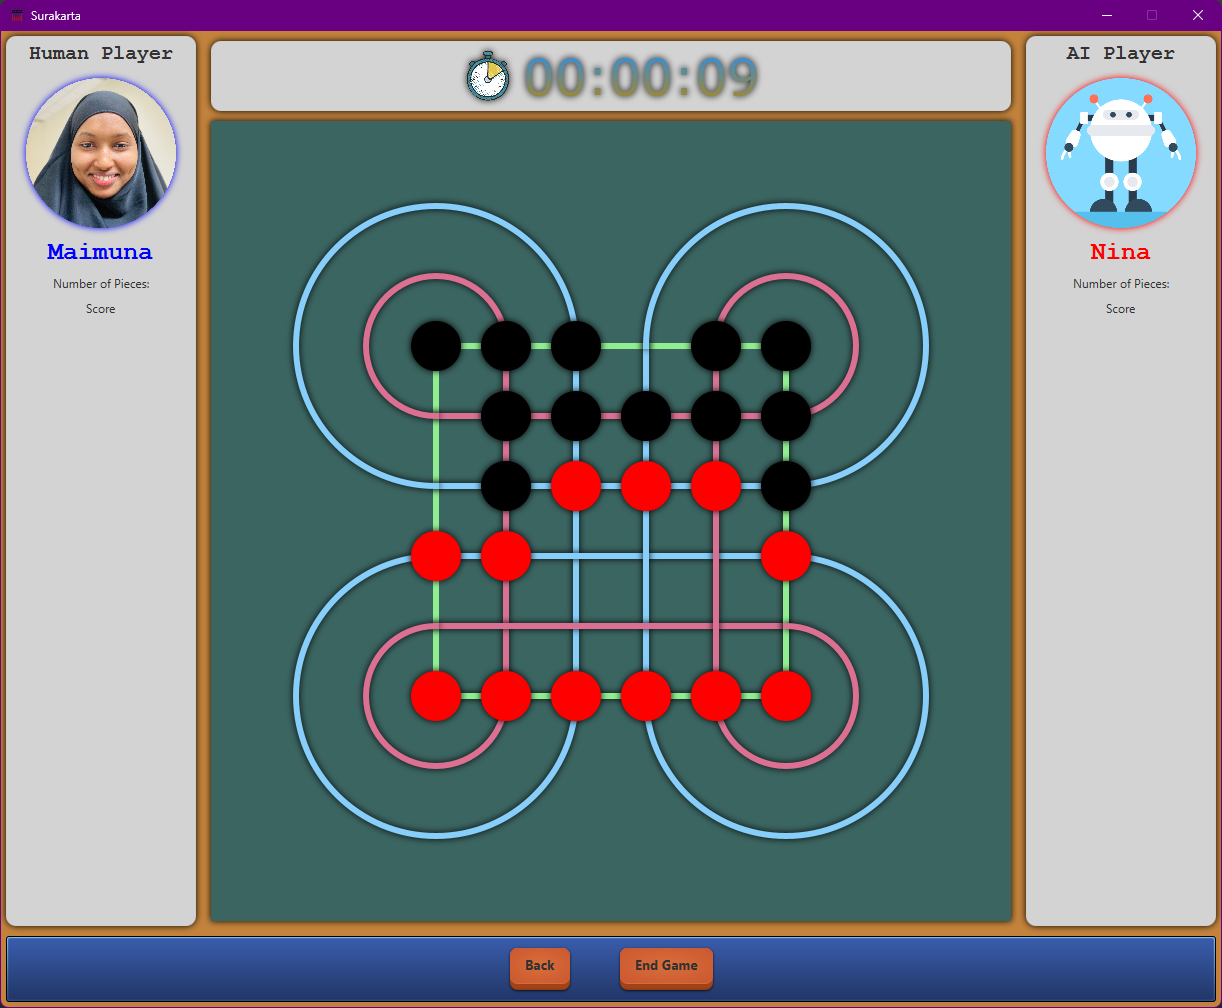 Surakarta
Human Player
Maimuna
Number of Pieces:
Score
00:00:09
AI Player
Nina
Number of Pieces:
Score
Back
End Game